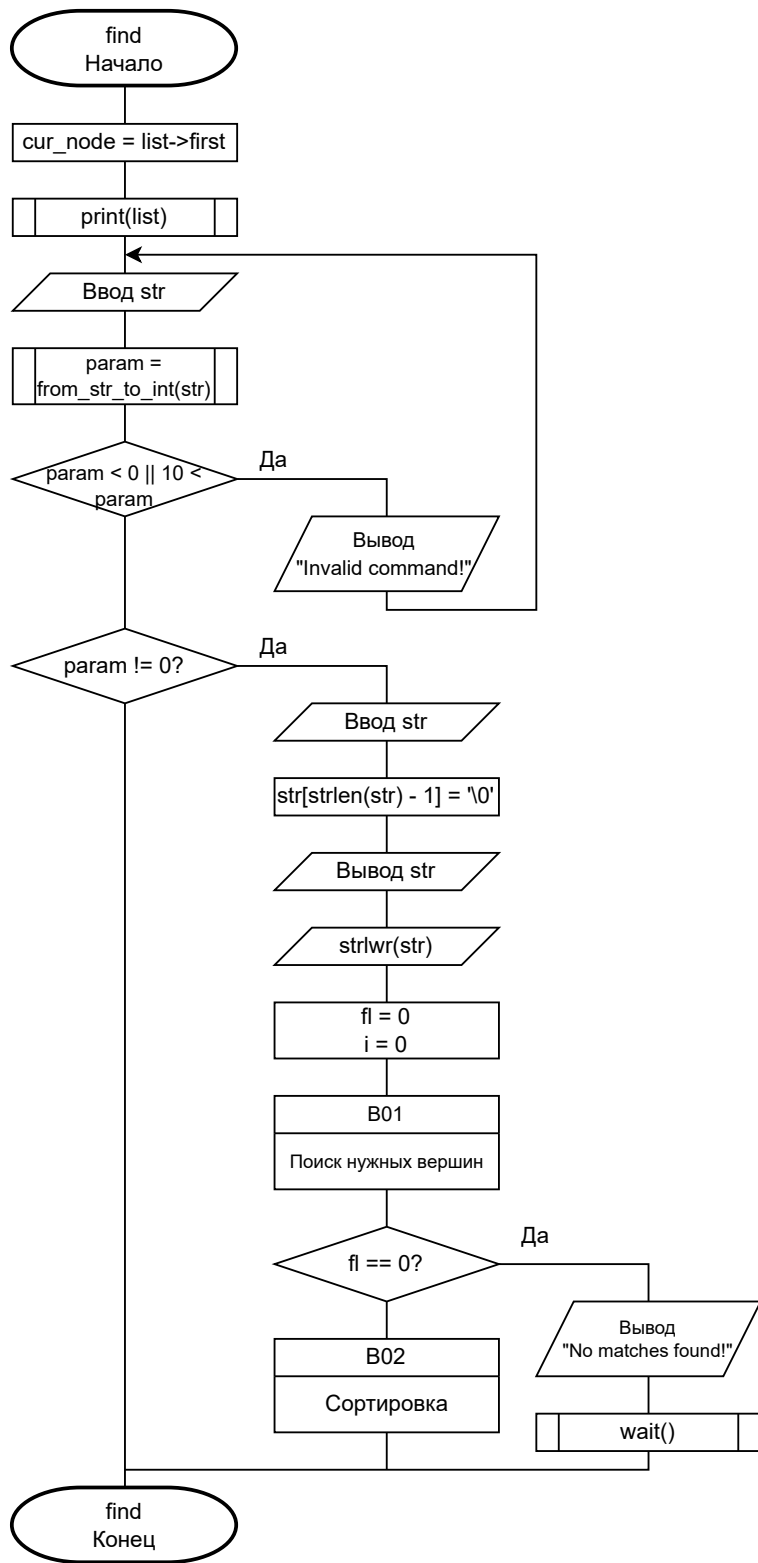 find
Начало
cur_node = list->first
print(list)
Ввод str
param =
from_str_to_int(str)
param < 0 || 10 <
param
Да
Вывод
"Invalid command!"
param != 0?
Да
Ввод str
str[strlen(str) - 1] = '\0'
Вывод str
strlwr(str)
fl = 0
i = 0
B01
Поиск нужных вершин
fl == 0?
Да
Вывод
"No matches found!"
B02
Сортировка
wait()
find
Конец